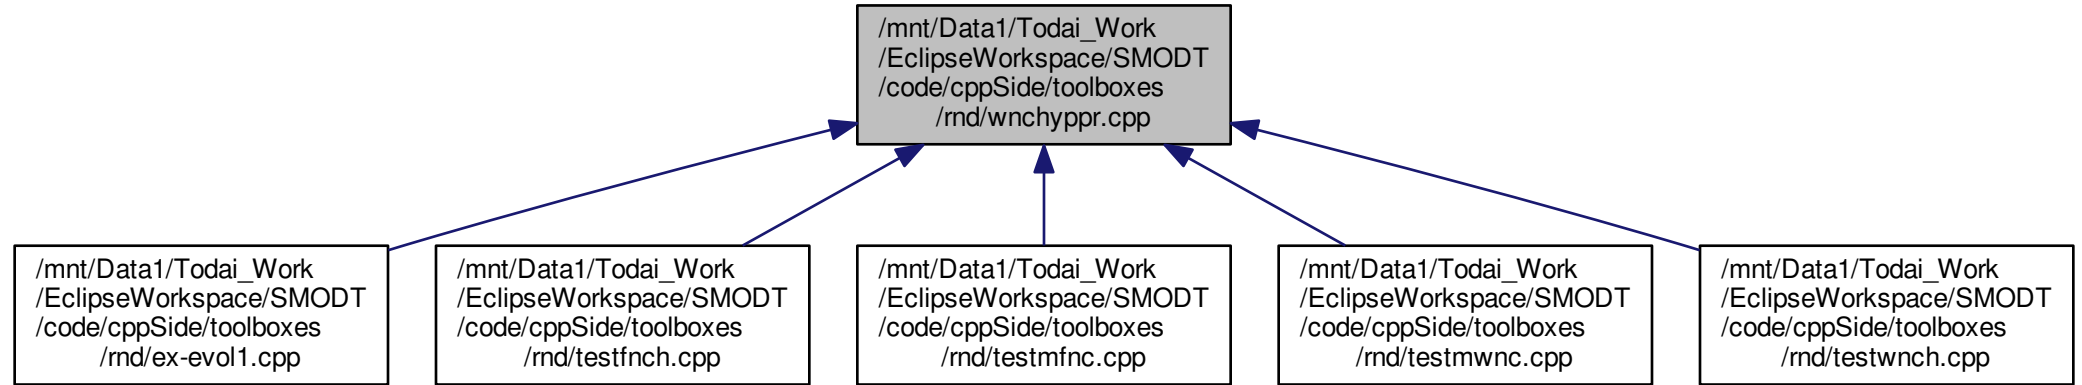 /mnt/Data1/Todai_Work
/EclipseWorkspace/SMODT
/code/cppSide/toolboxes
/rnd/wnchyppr.cpp
/mnt/Data1/Todai_Work
/EclipseWorkspace/SMODT
/code/cppSide/toolboxes
/rnd/ex-evol1.cpp
/mnt/Data1/Todai_Work
/EclipseWorkspace/SMODT
/code/cppSide/toolboxes
/rnd/testfnch.cpp
/mnt/Data1/Todai_Work
/EclipseWorkspace/SMODT
/code/cppSide/toolboxes
/rnd/testmfnc.cpp
/mnt/Data1/Todai_Work
/EclipseWorkspace/SMODT
/code/cppSide/toolboxes
/rnd/testmwnc.cpp
/mnt/Data1/Todai_Work
/EclipseWorkspace/SMODT
/code/cppSide/toolboxes
/rnd/testwnch.cpp